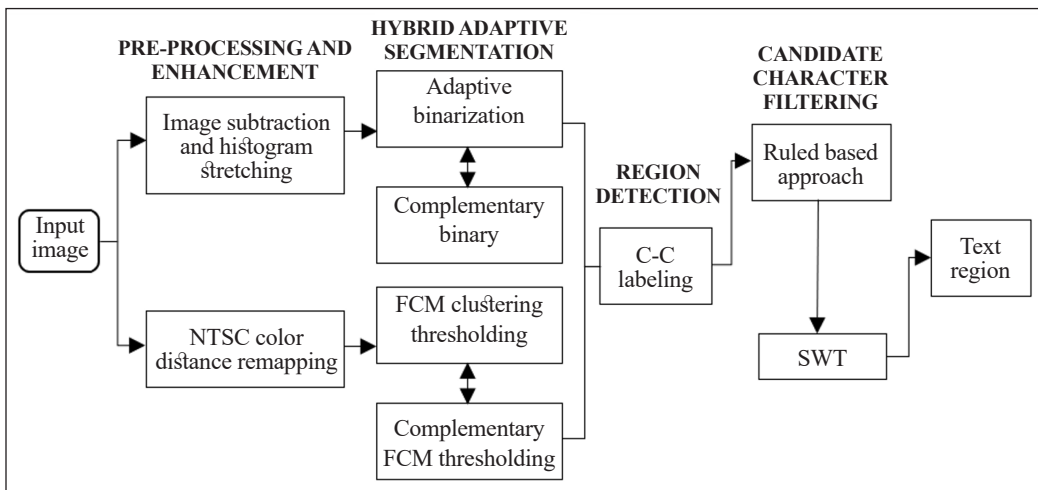 PRE-PROCESSING AND
ENHANCEMENT
HYBRID ADAPTIVE
SEGMENTATION
CANDIDATE
CHARACTER
FILTERING
REGION
DETECTION
Input
image
Image subtraction
and histogram
stretching
NTSC color
distance remapping
Adaptive
binarization
Complementary
binary
FCM clustering
thresholding
Complementary
FCM thresholding
C-C
labeling
Ruled based
approach
SWT
Text
region